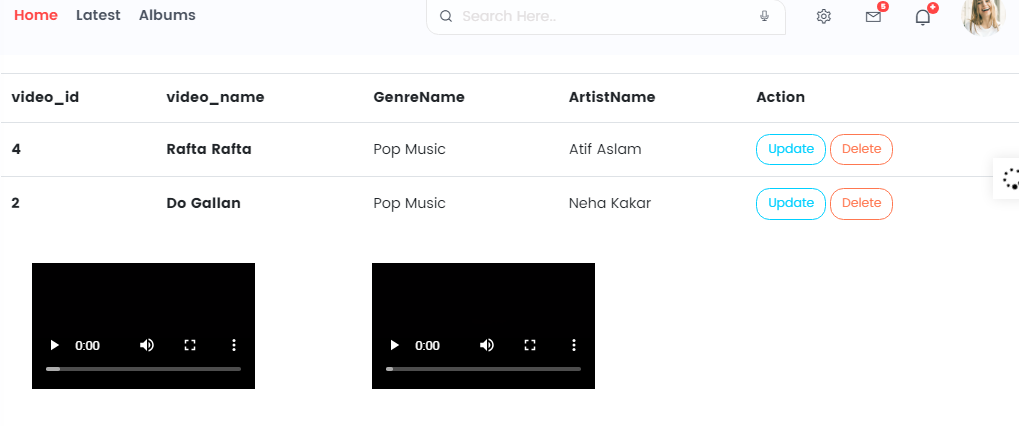 Home Latest Albums Search Here.. 5 +
video_id video_name GenreName ArtistName Action
4 Rafta Rafta Pop Music Atif Aslam Update Delete
2 Do Gallan Pop Music Neha Kakar Update Delete
0:00 0:00